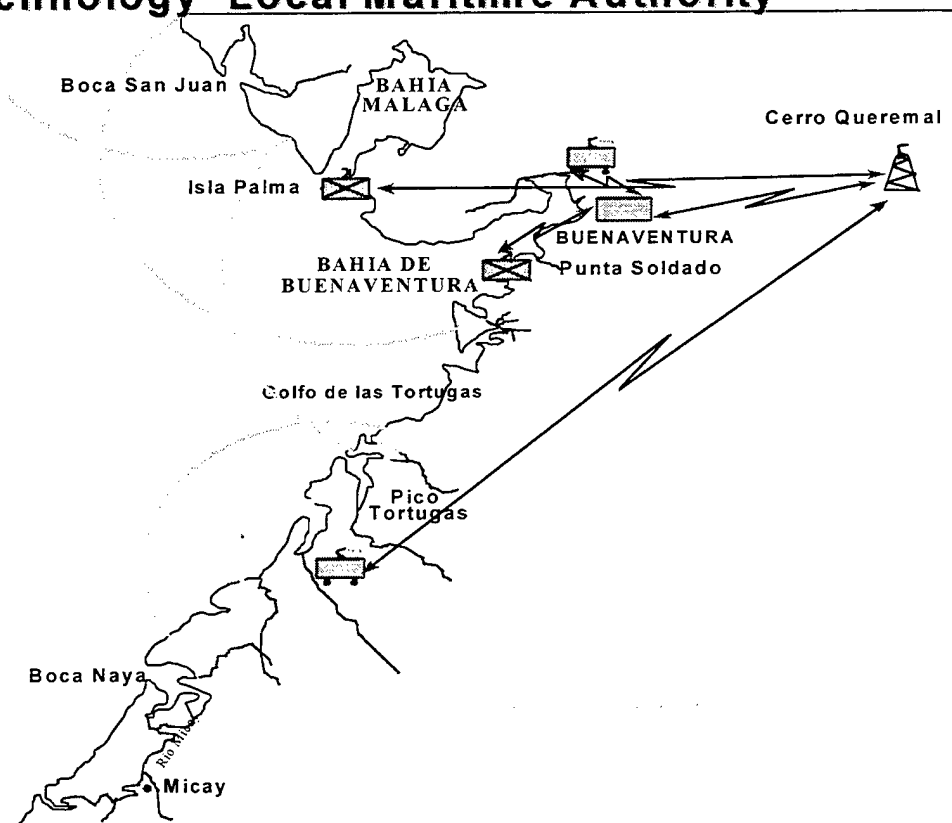 Local Maritime Authority
Boca San Juan
BAHIA
MALAGA
Cerro Queremal
Isla Palma
BUENAVENTURA
BAHIA DE
BUENAVENTURA
Punta Soldado
Golfo de las Tortugas
Pico
Tortugas
Boca Naya
Rio
Micay